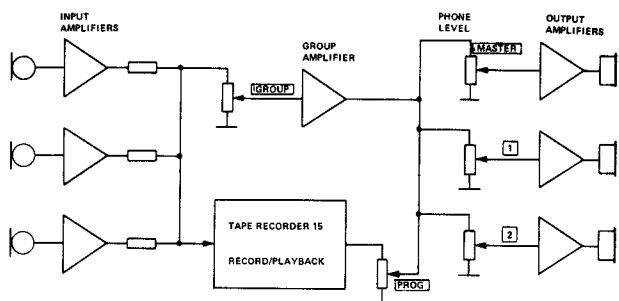 INPUT
AMPLIFIERS
GROUP
AMPLIFIER
PHONE
LEVEL
OUTPUT
AMPLIFIERS
MASTER
GROUP
1
TAPE RECORDER 15
RECORD/PLAYBACK
2
PROG